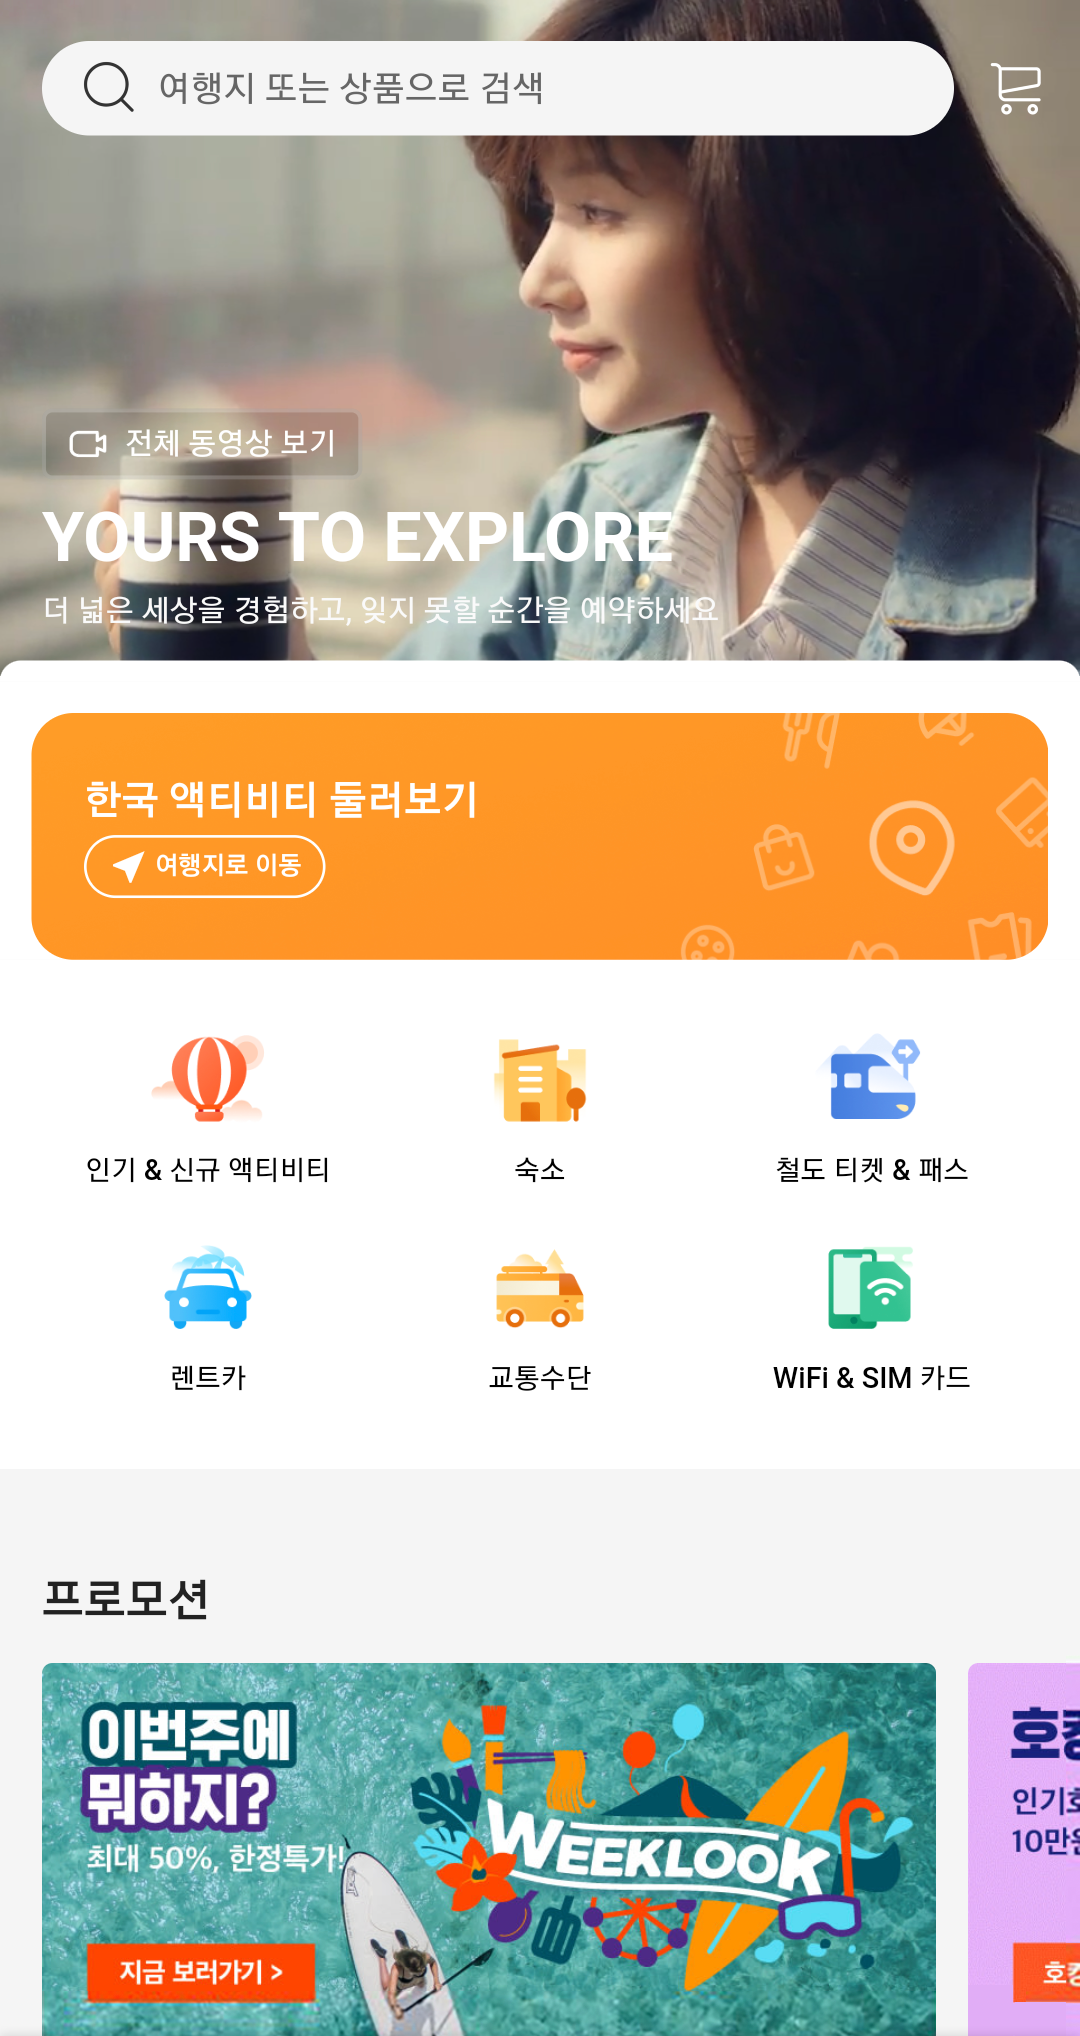 여행지 또는 상품으로 검색
전체 동영상 보기
YOURS TO EXPLORE
더 넓은 세상을 경험하고, 잊지 못할 순간을 예약하세요
한국 액티비티 둘러보기
여행지로 이동
인기 & 신규 액티비티
숙소
철도 티켓 & 패스
렌트카
교통수단
WiFi & SIM 카드
프로모션
이번주에
뭐하지?
최대 50%, 한정특가!
WEEKLOOK
지금 보러가기 >
10만원